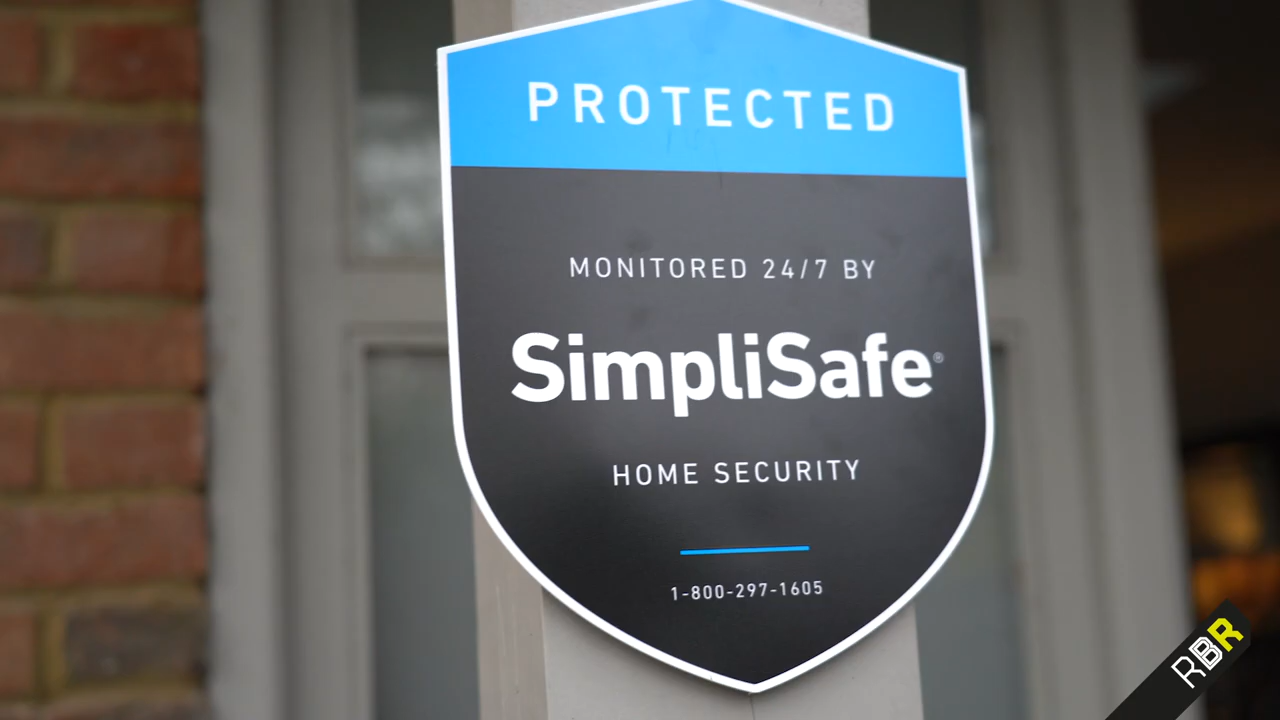 PROTECTED
MONITORED 24/7 BY
SimpliSafe®
HOME SECURITY
1-800-297-1605
RBR